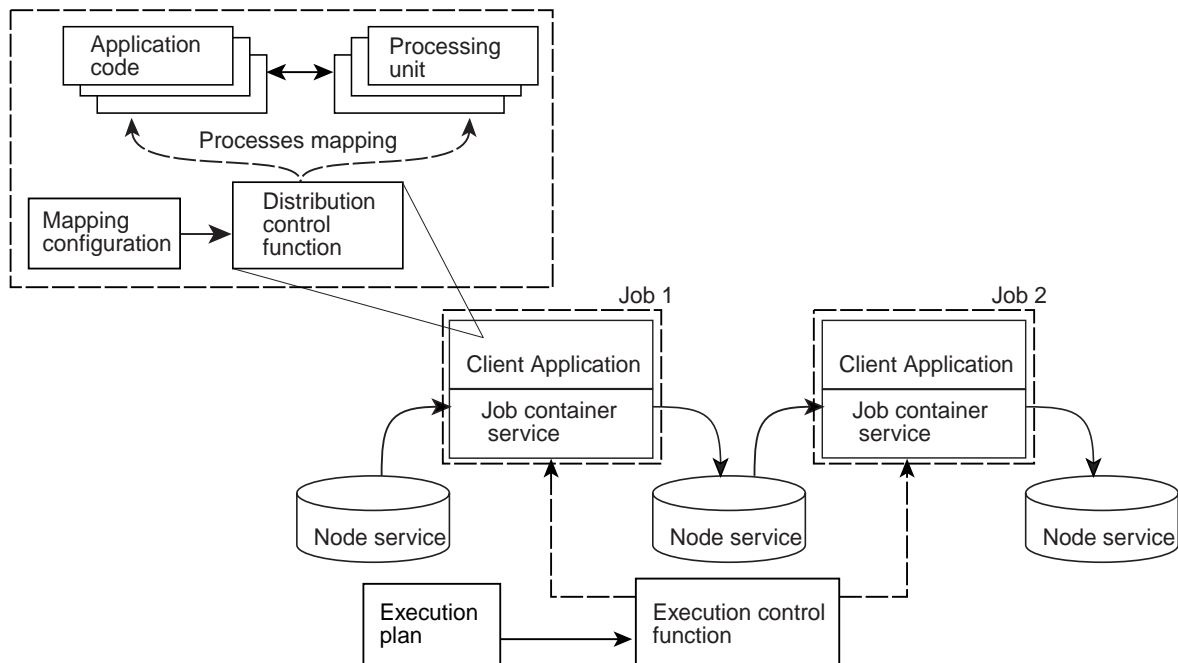 Application
code
Processing
unit
Processes mapping
Mapping
configuration
Distribution
control
function
Job 1
Client Application
Job container
service
Job 2
Client Application
Job container
service
Node service
Node service
Node service
Execution
plan
Execution control
function